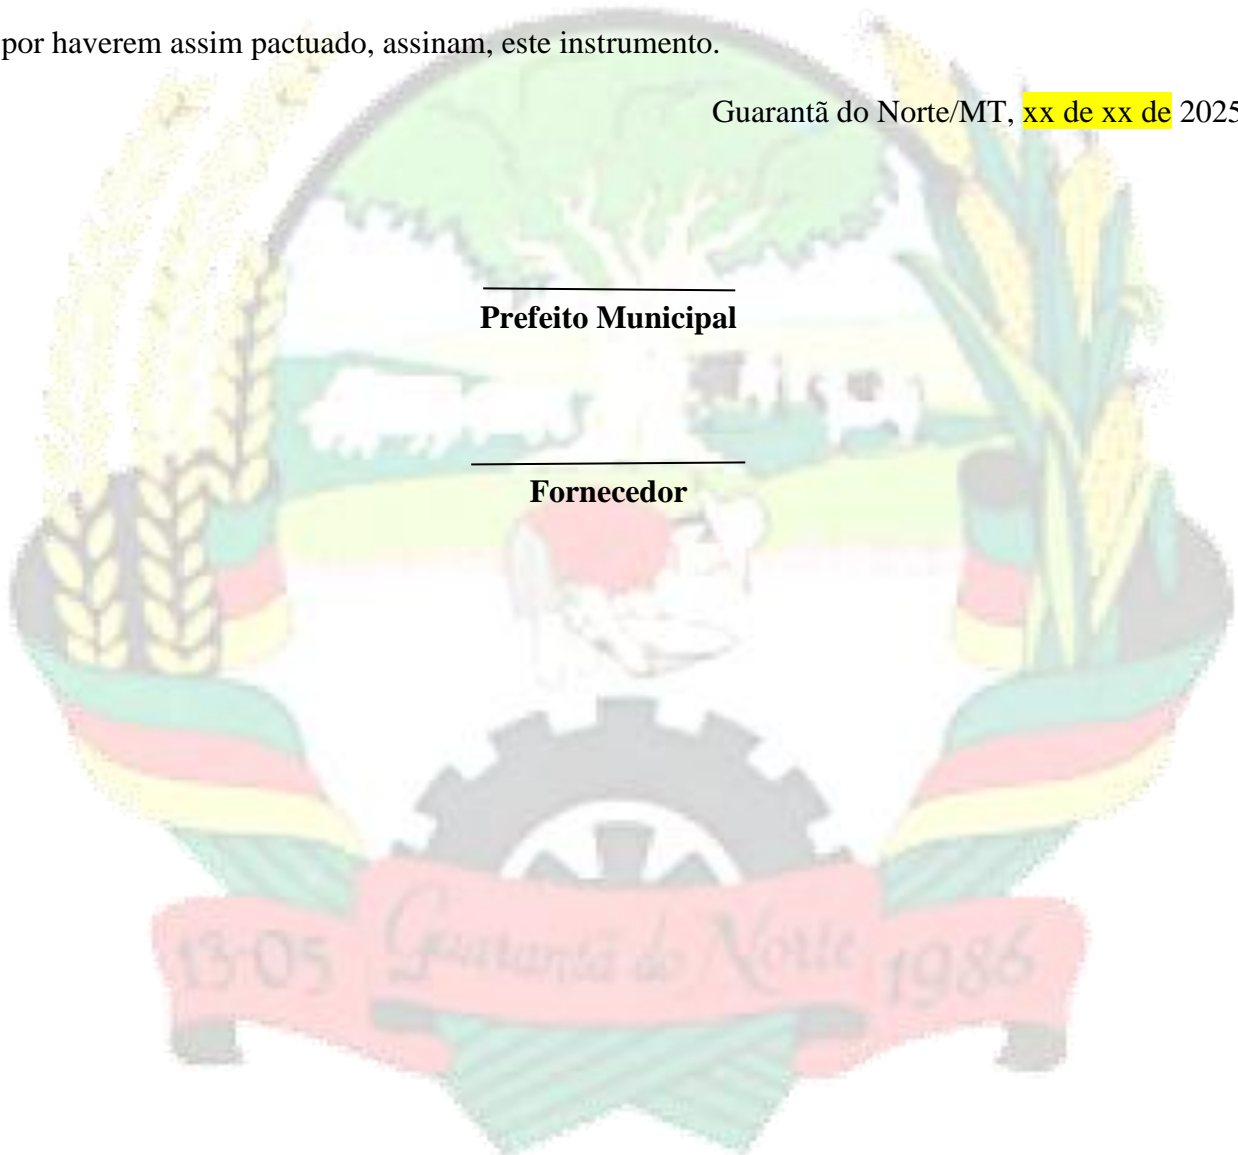 por haverem assim pactuado, assinam, este instrumento.
Guarantã do Norte/MT, xx de xx de 2025
Prefeito Municipal
Fornecedor
13-05 Guarantã do Norte 1986